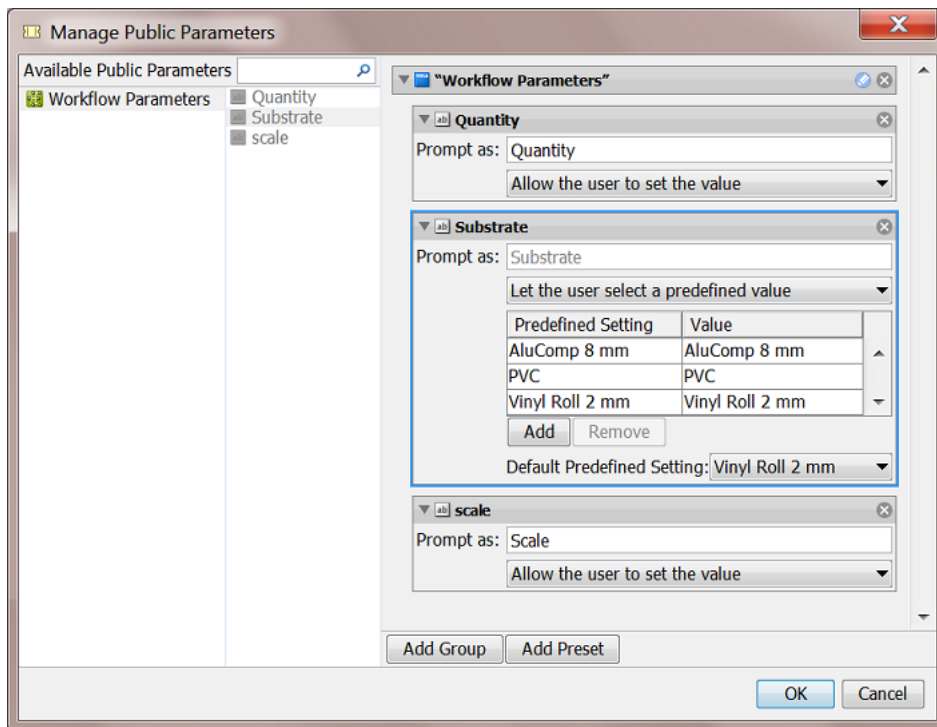 Manage Public Parameters
Available Public Parameters
Workflow Parameters
Quantity
Substrate
scale
"Workflow Parameters"
Quantity
Prompt as: Quantity
Allow the user to set the value
Substrate
Prompt as: Substrate
Let the user select a predefined value
Predefined Setting Value
AluComp 8 mm AluComp 8 mm
PVC PVC
Vinyl Roll 2 mm Vinyl Roll 2 mm
Add Remove
Default Predefined Setting: Vinyl Roll 2 mm
scale
Prompt as: Scale
Allow the user to set the value
Add Group Add Preset
OK Cancel